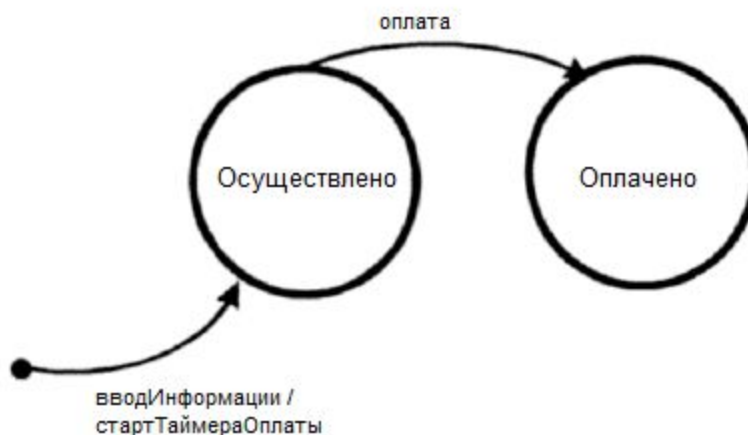 оплата
Осуществлено
Оплачено
вводИнформации /
стартТаймераОплаты